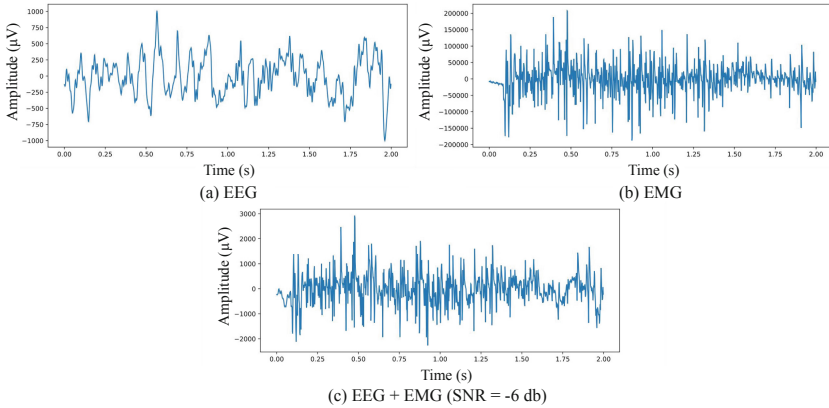 1000
750
500
250
0
-250
-500
-750
-1000
Amplitude (µV)
0.00 0.25 0.50 0.75 1.00 1.25 1.50 1.75 2.00
Time (s)
(a) EEG
200000
150000
100000
50000
0
-50000
-100000
-150000
-200000
Amplitude (µV)
0.00 0.25 0.50 0.75 1.00 1.25 1.50 1.75 2.00
Time (s)
(b) EMG
3000
2000
1000
0
-1000
-2000
Amplitude (µV)
0.00 0.25 0.50 0.75 1.00 1.25 1.50 1.75 2.00
Time (s)
(c) EEG + EMG (SNR = -6 db)